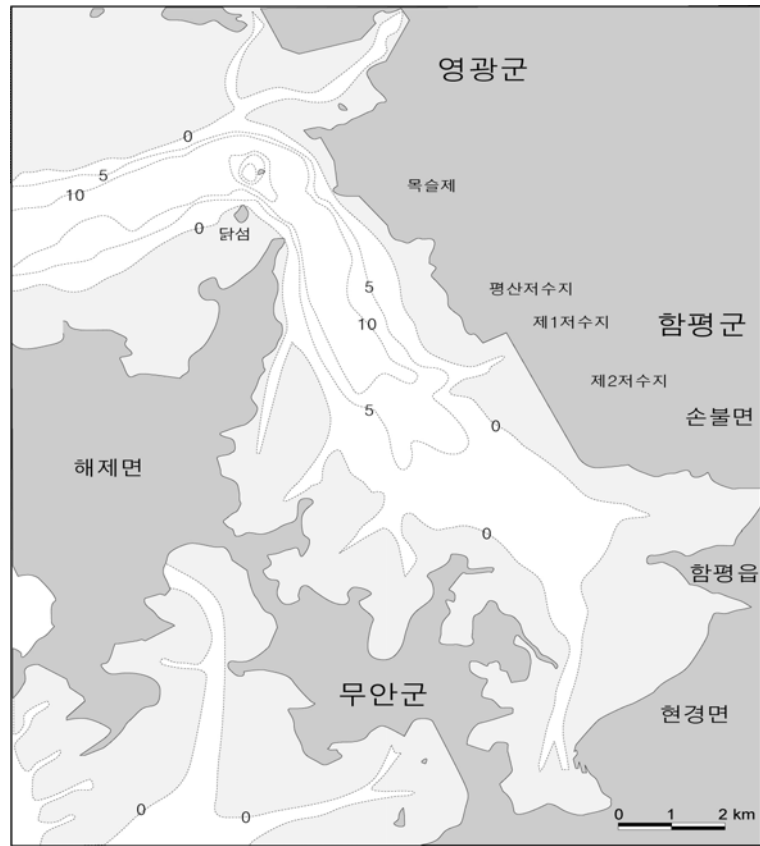 영광군
0
5
10
목슬제
0
닭섬
5
평산저수지
10
제1저수지
함평군
제2저수지
5
0
손불면
해제면
0
함평읍
무안군
현경면
0
0
0 1 2 km